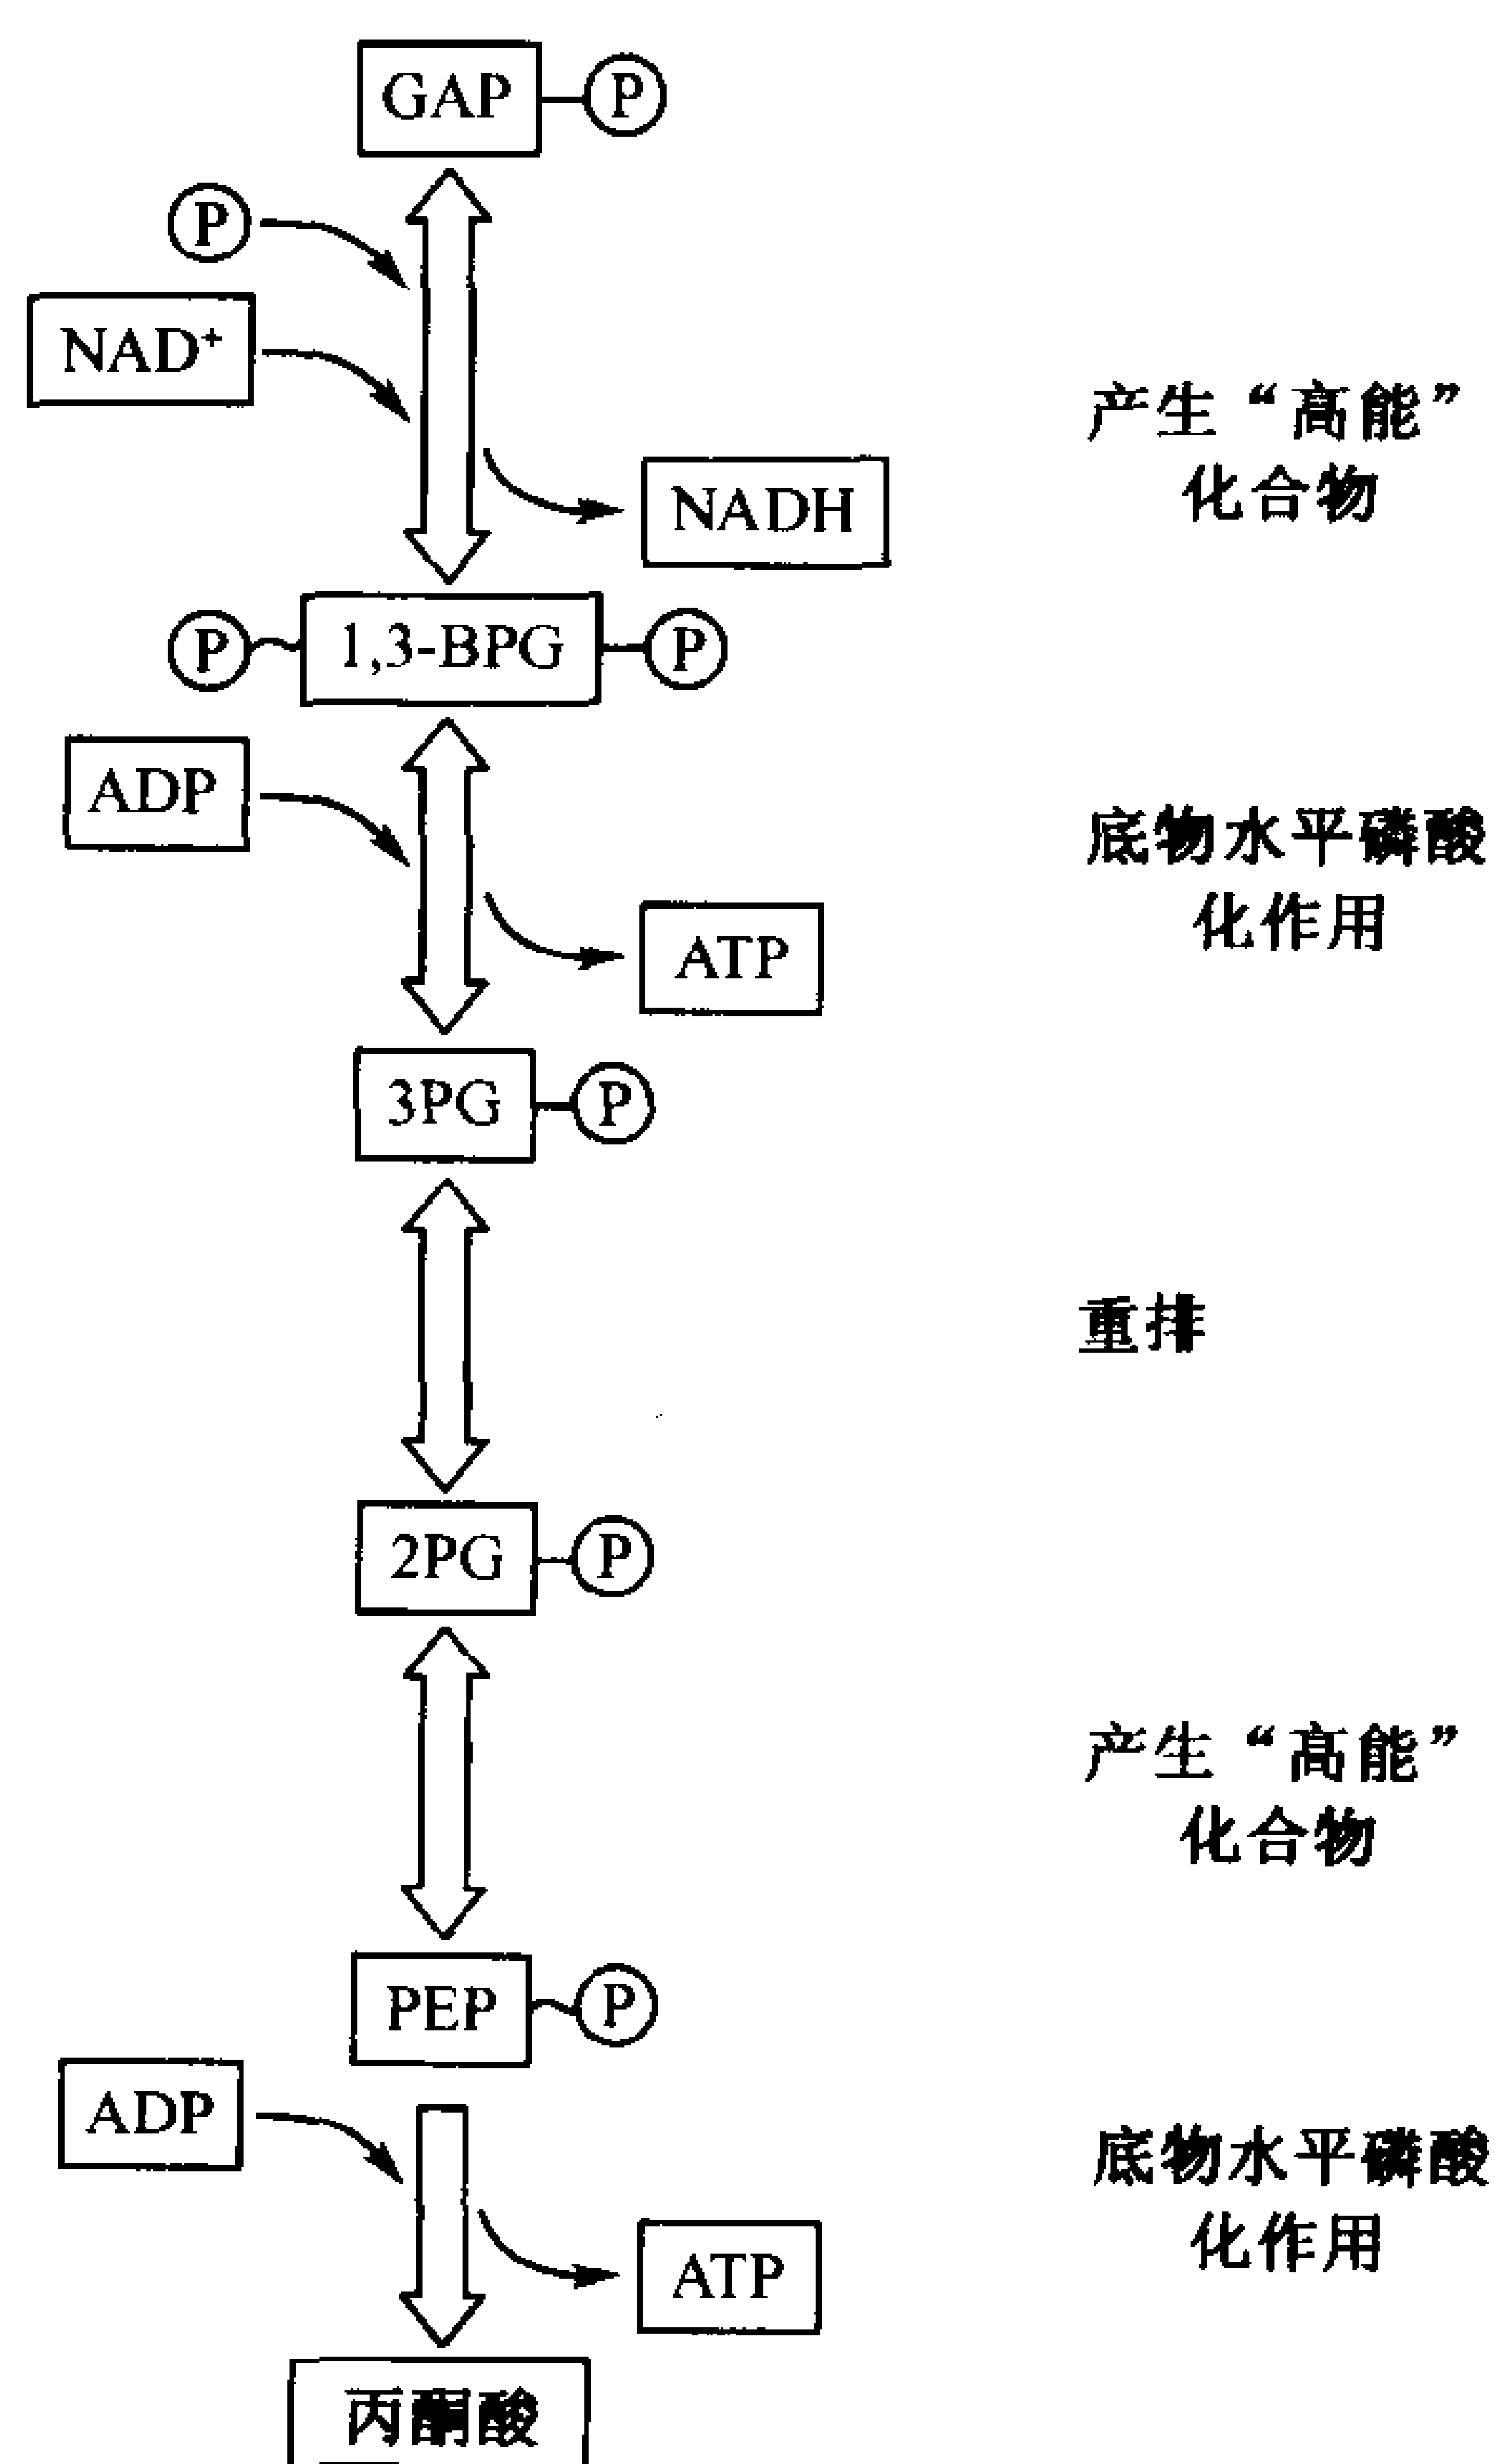 GAP P
P
NAD⁺
产生“高能”
化合物
NADH
P 1,3-BPG P
ADP
底物水平磷酸
化作用
ATP
3PG P
重排
2PG P
产生“高能”
化合物
PEP P
ADP
底物水平磷酸
化作用
ATP
丙酮酸